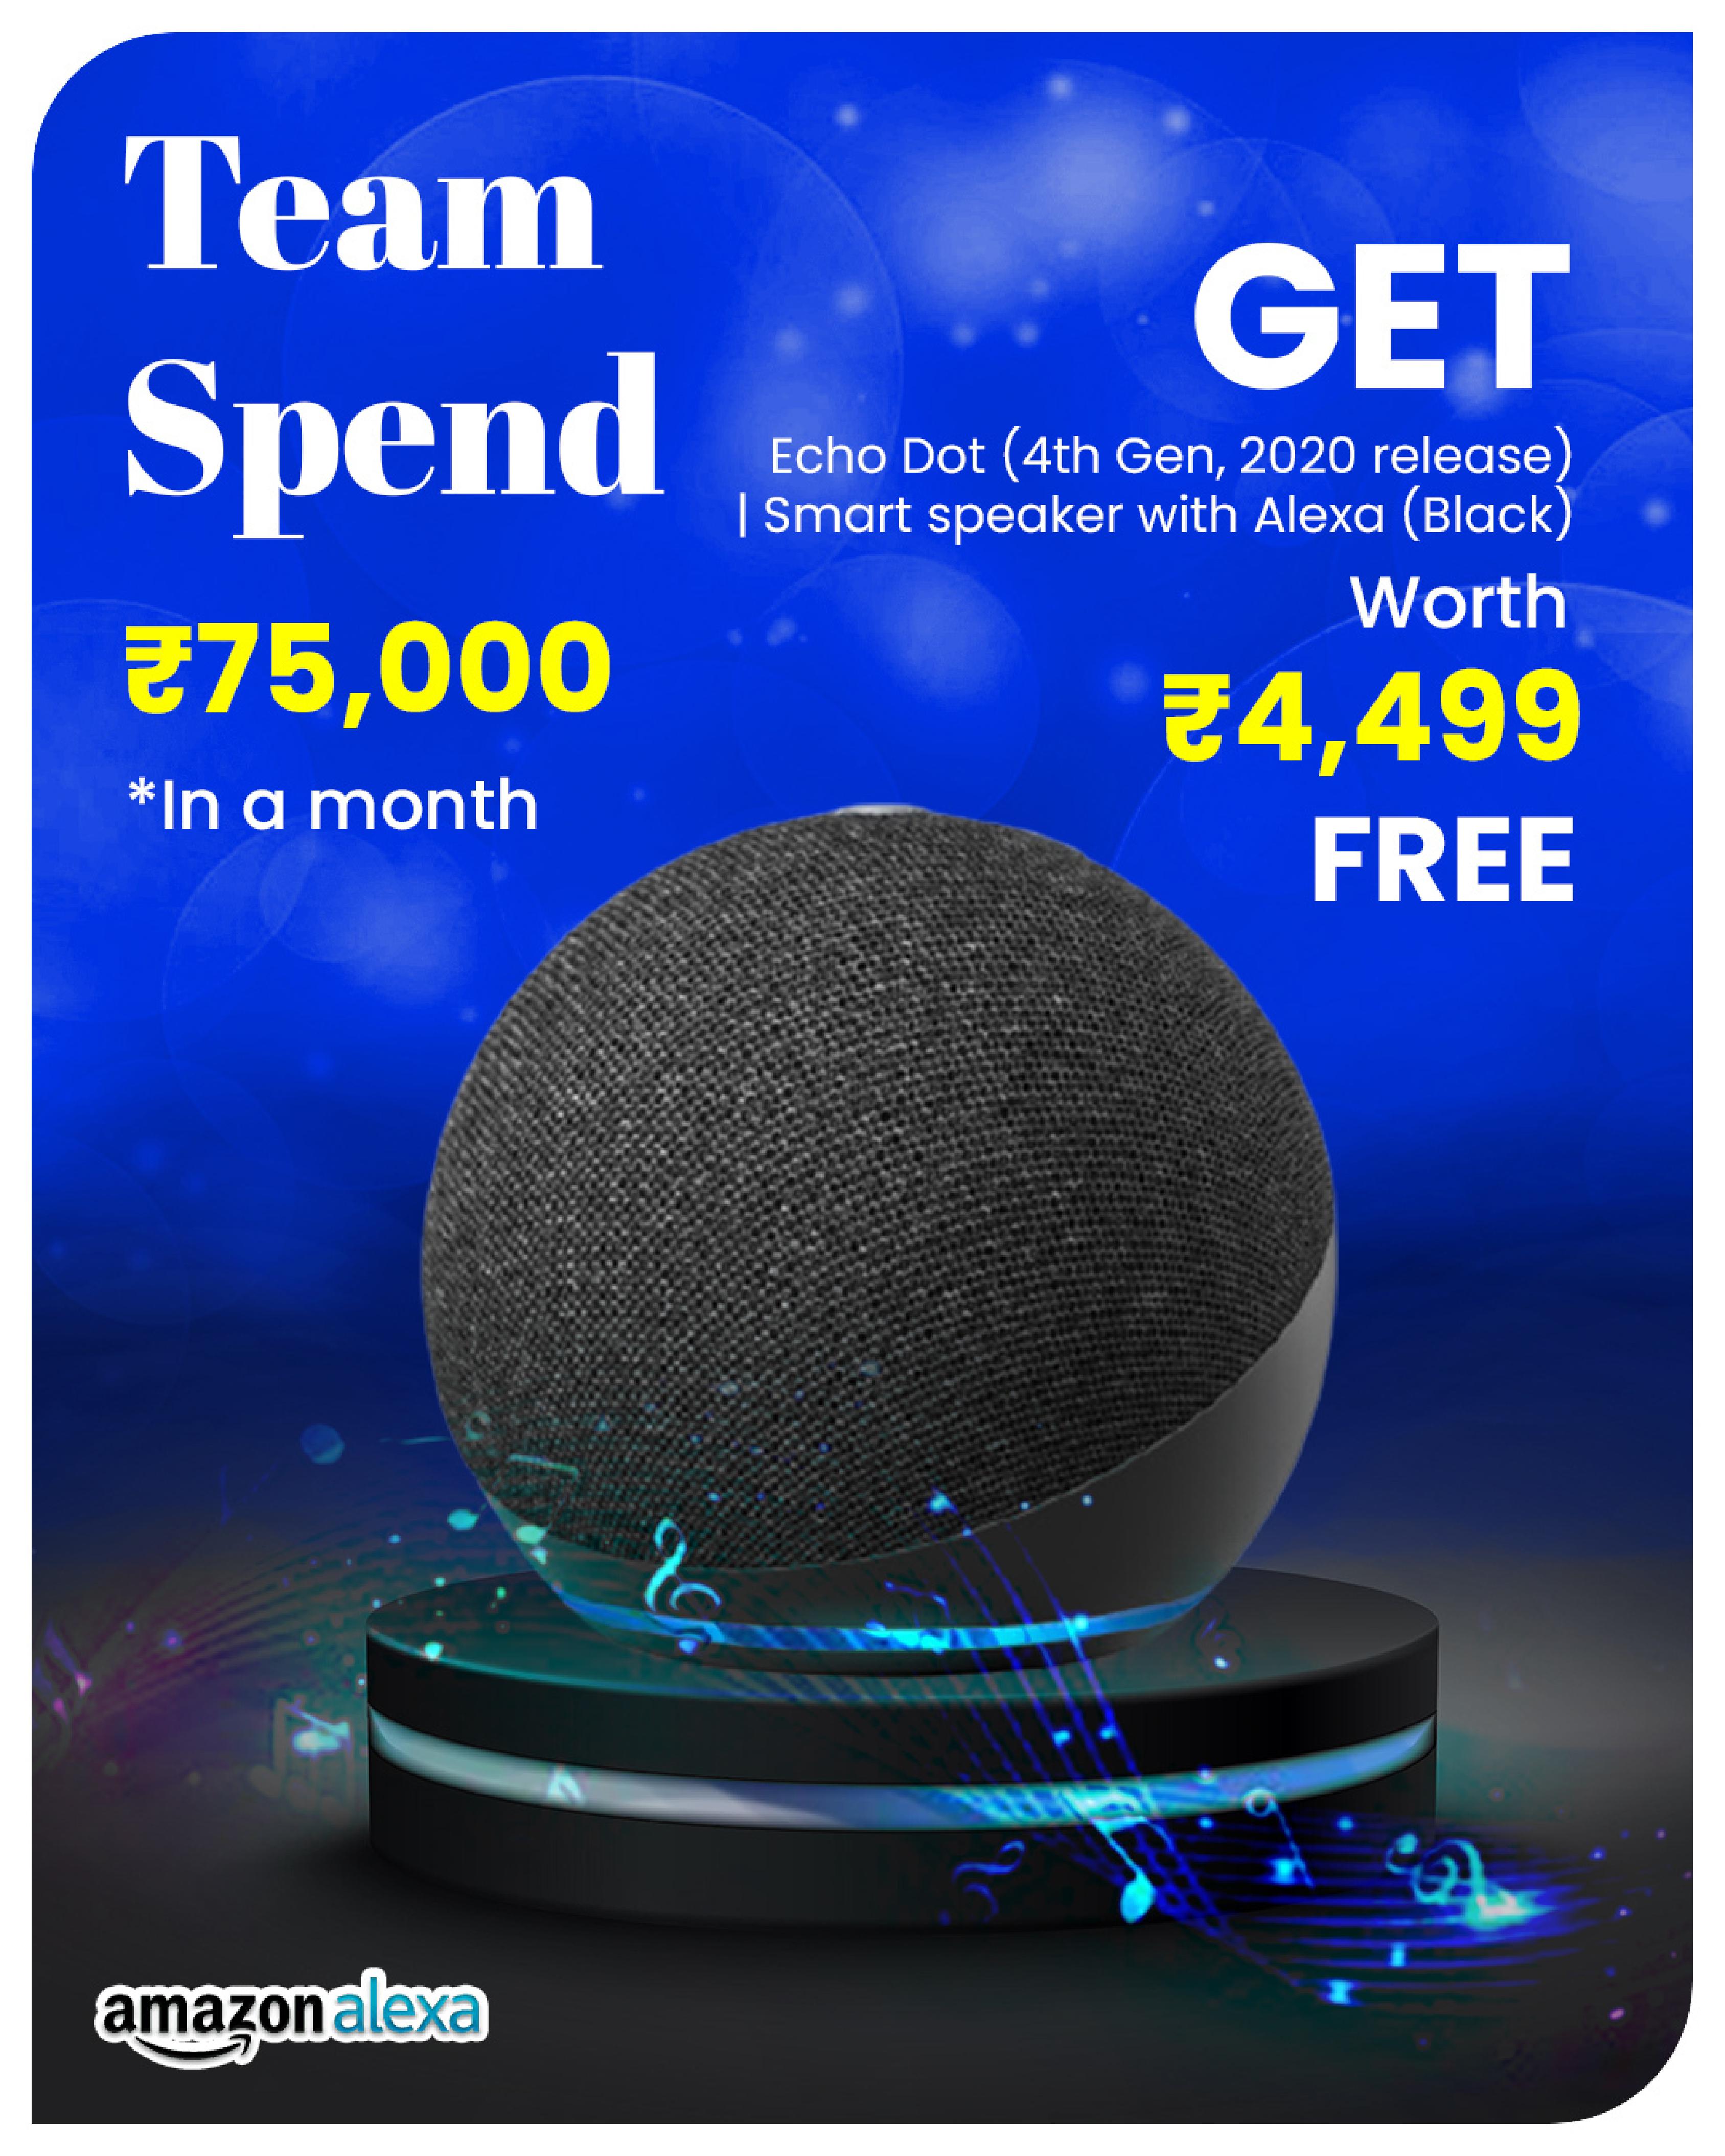 Team
Spend
₹75,000
*In a month
GET
Echo Dot (4th Gen, 2020 release)
| Smart speaker with Alexa (Black)
Worth
₹4,499
FREE
amazon alexa